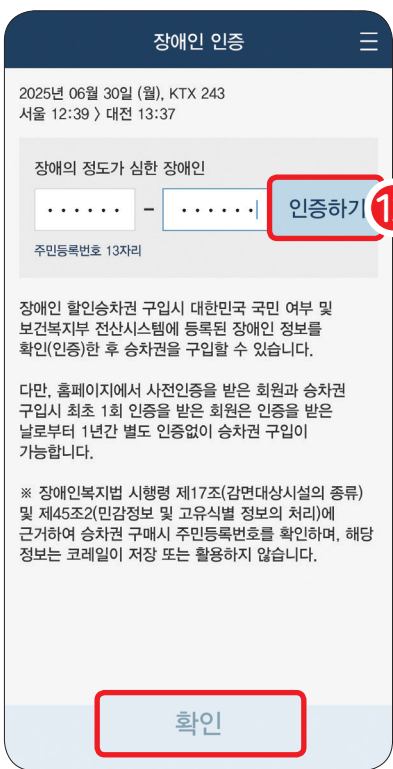 장애인 인증
2025년 06월 30일 (월), KTX 243
서울 12:39 〉 대전 13:37
장애의 정도가 심한 장애인
•••••• – •••••• 인증하기 1
주민등록번호 13자리
장애인 할인승차권 구입시 대한민국 국민 여부 및
보건복지부 전산시스템에 등록된 장애인 정보를
확인(인증)한 후 승차권을 구입할 수 있습니다.
다만, 홈페이지에서 사전인증을 받은 회원과 승차권
구입시 최초 1회 인증을 받은 회원은 인증을 받은
날로부터 1년간 별도 인증없이 승차권 구입이
가능합니다.
※ 장애인복지법 시행령 제17조(감면대상시설의 종류)
및 제45조2(민감정보 및 고유식별 정보의 처리)에
근거하여 승차권 구매시 주민등록번호를 확인하며, 해당
정보는 코레일이 저장 또는 활용하지 않습니다.
확인